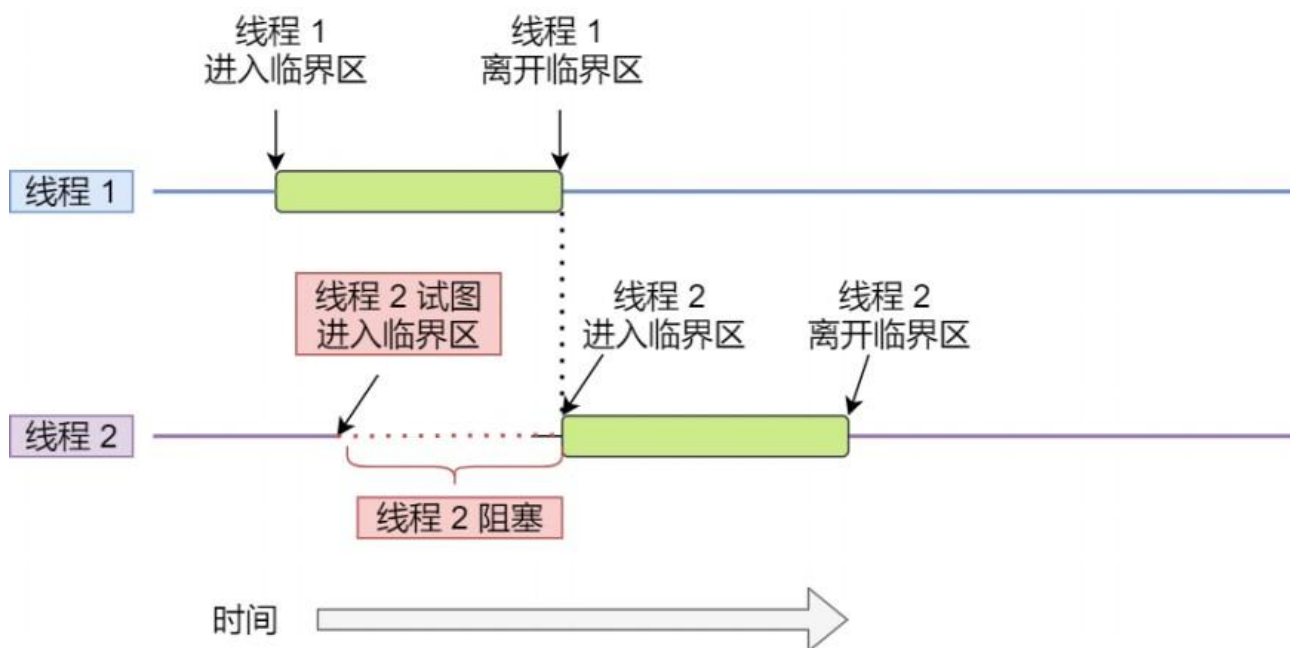 线程 1
进入临界区
线程 1
离开临界区
线程 1
线程 2 试图
进入临界区
线程 2
进入临界区
线程 2
离开临界区
线程 2
线程 2 阻塞
时间